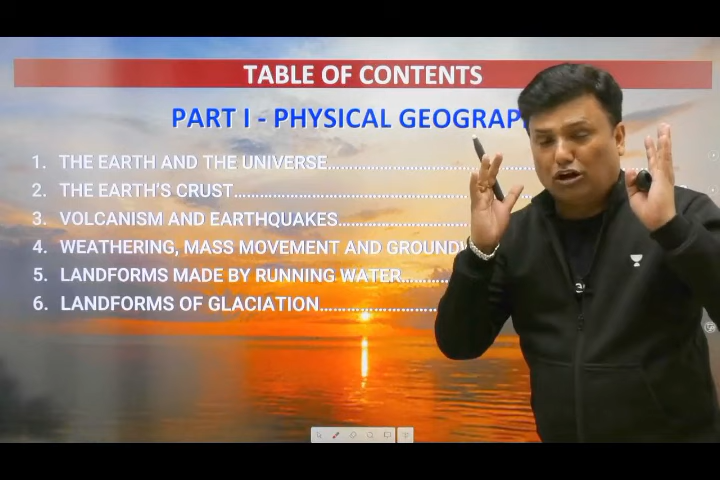 TABLE OF CONTENTS
PART I - PHYSICAL GEOGRAP
1. THE EARTH AND THE UNIVERSE...............................................
2. THE EARTH'S CRUST...............................................
3. VOLCANISM AND EARTHQUAKES..............................
4. WEATHERING, MASS MOVEMENT AND GROUND
5. LANDFORMS MADE BY RUNNING WATER..........
6. LANDFORMS OF GLACIATION..........................